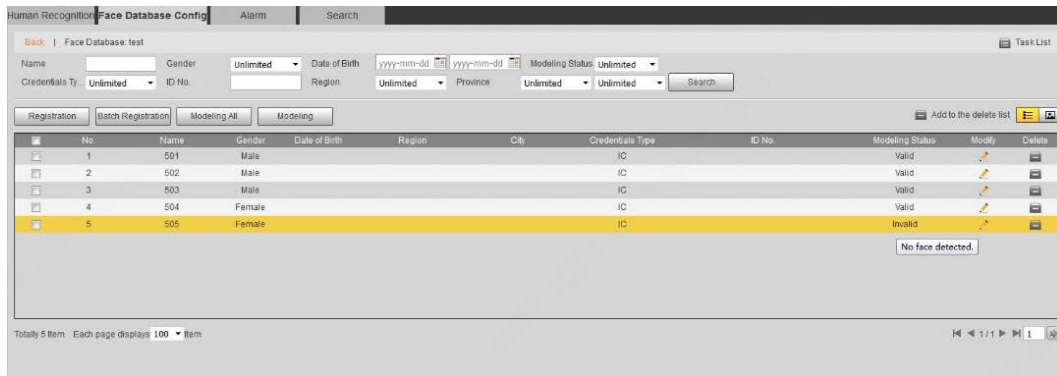 Human Recognition Face Database Config Alarm Search
Back | Face Database: test Task List
Name Gender Unlimited Date of Birth yyyy-mm-dd yyyy-mm-dd Modeling Status Unlimited
Credentials Ty... Unlimited ID No. Region Unlimited Province Unlimited Unlimited Search
Registration Batch Registration Modeling All Modeling Add to the delete list
No. Name Gender Date of Birth Region City Credentials Type ID No. Modeling Status Modify Delete
1 501 Male IC Valid
2 502 Male IC Valid
3 503 Male IC Valid
4 504 Female IC Valid
5 505 Female IC Invalid
No face detected.
Totally 5 Item Each page displays 100 Item 1/1 1